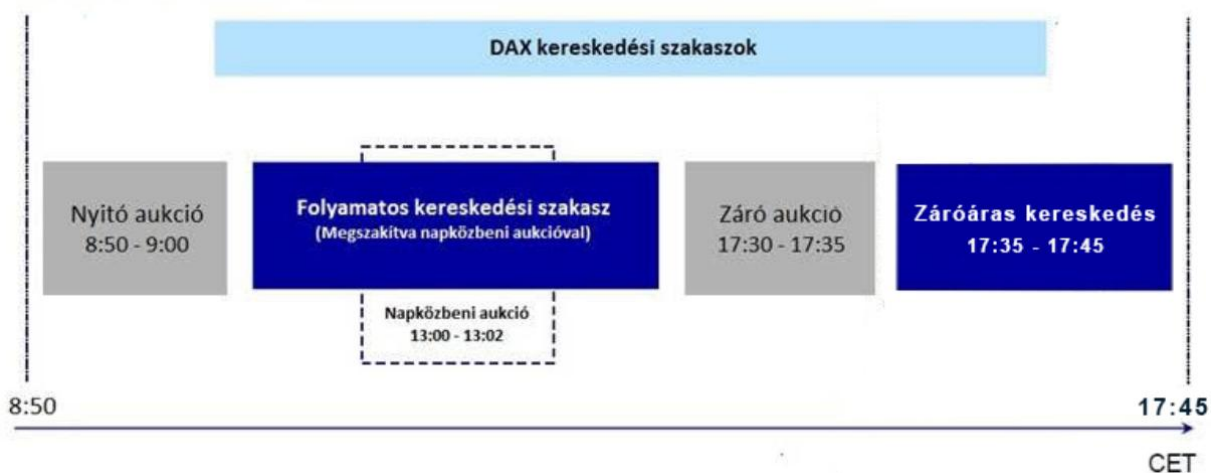 DAX kereskedési szakaszok
Nyitó aukció
8:50 - 9:00
Folyamatos kereskedési szakasz
(Megszakítva napközbeni aukcióval)
Napközbeni aukció
13:00 - 13:02
Záró aukció
17:30 - 17:35
Záróáras kereskedés
17:35 - 17:45
8:50
17:45
CET